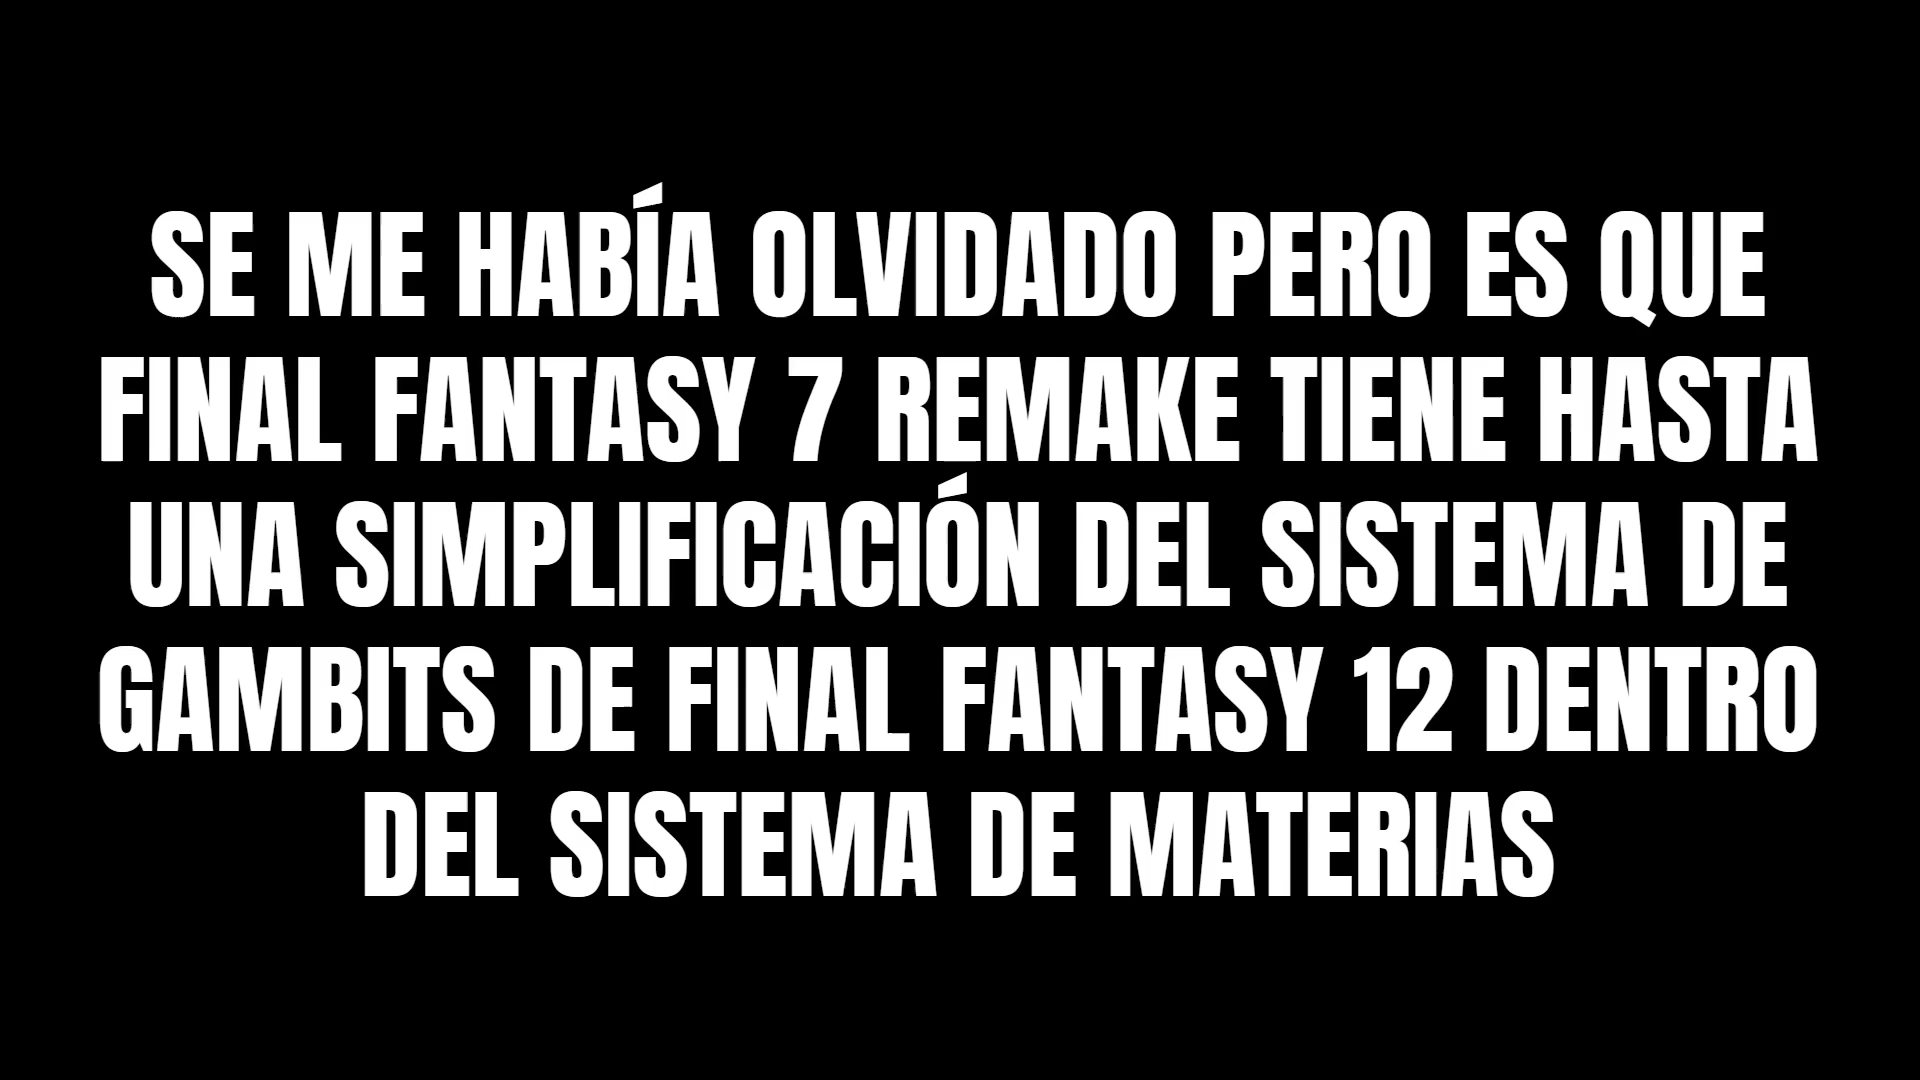 SE ME HABÍA OLVIDADO PERO ES QUE
FINAL FANTASY 7 REMAKE TIENE HASTA
UNA SIMPLIFICACIÓN DEL SISTEMA DE
GAMBITS DE FINAL FANTASY 12 DENTRO
DEL SISTEMA DE MATERIAS